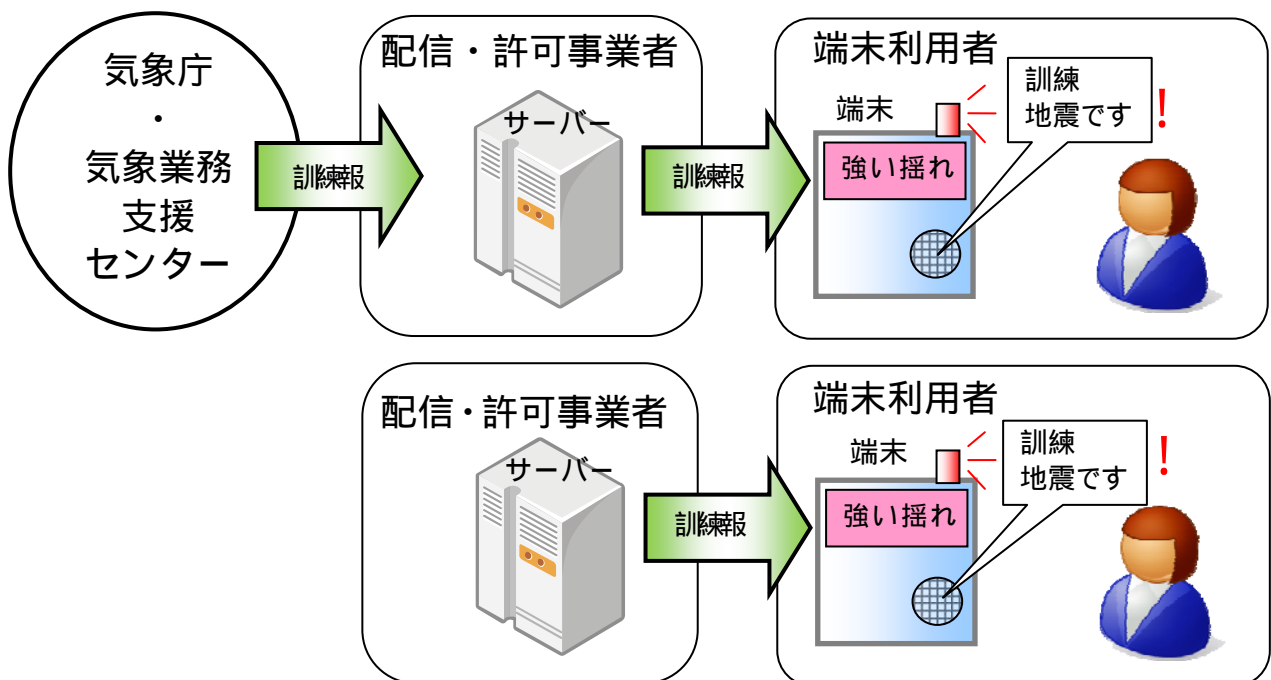 気象庁
・
気象業務
支援
センター
訓練報
配信・許可事業者
サーバー
訓練報
端末利用者
端末
訓練
地震です
!
強い揺れ
配信・許可事業者
サーバー
訓練報
端末利用者
端末
訓練
地震です
!
強い揺れ